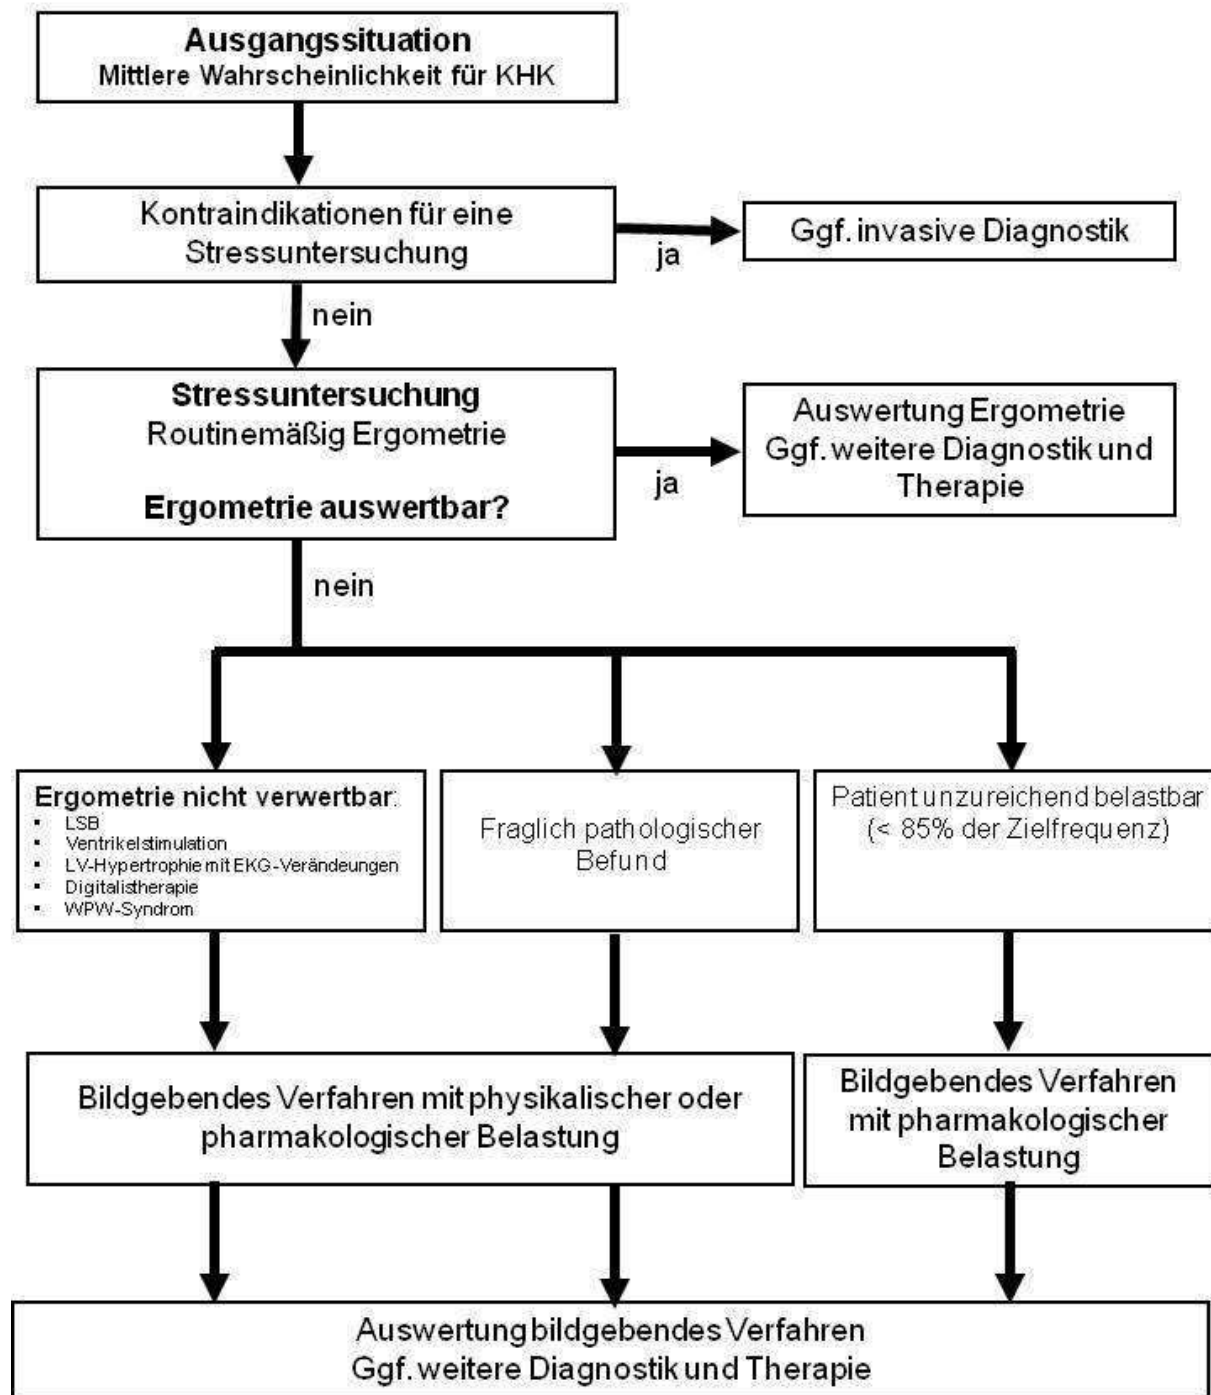 Ausgangssituation
Mittlere Wahrscheinlichkeit für KHK
Kontraindikationen für eine
Stressuntersuchung
ja
Ggf. invasive Diagnostik
nein
Stressuntersuchung
Routinemäßig Ergometrie
Ergometrie auswertbar?
ja
Auswertung Ergometrie
Ggf. weitere Diagnostik und
Therapie
nein
Ergometrie nicht verwertbar:
▪ LSB
▪ Ventrikelstimulation
▪ LV-Hypertrophie mit EKG-Verändeungen
▪ Digitalistherapie
▪ WPW-Syndrom
Fraglich pathologischer
Befund
Patient unzureichend belastbar
(< 85% der Zielfrequenz)
Bildgebendes Verfahren mit physikalischer oder
pharmakologischer Belastung
Bildgebendes Verfahren
mit pharmakologischer
Belastung
Auswertung bildgebendes Verfahren
Ggf. weitere Diagnostik und Therapie